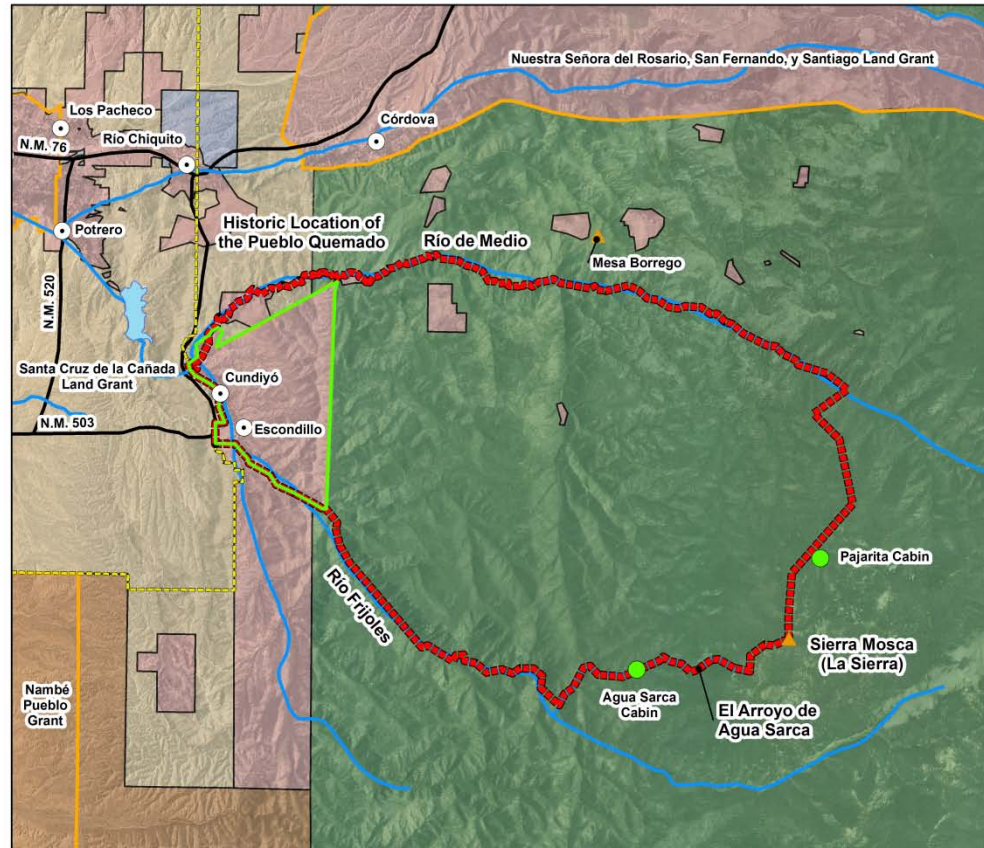 Nuestra Señora del Rosario, San Fernando, y Santiago Land Grant
Los Pacheco
Córdova
Río Chiquito
N.M. 76
Historic Location of
the Pueblo Quemado
Río de Medio
Potrero
Mesa Borrego
N.M. 520
Santa Cruz de la Cañada
Land Grant
Cundiyó
N.M. 503
Escondillo
Pajarita Cabin
Río Frijoles
Sierra Mosca
(La Sierra)
Nambé
Pueblo
Grant
Agua Sarca
Cabin
El Arroyo de
Agua Sarca